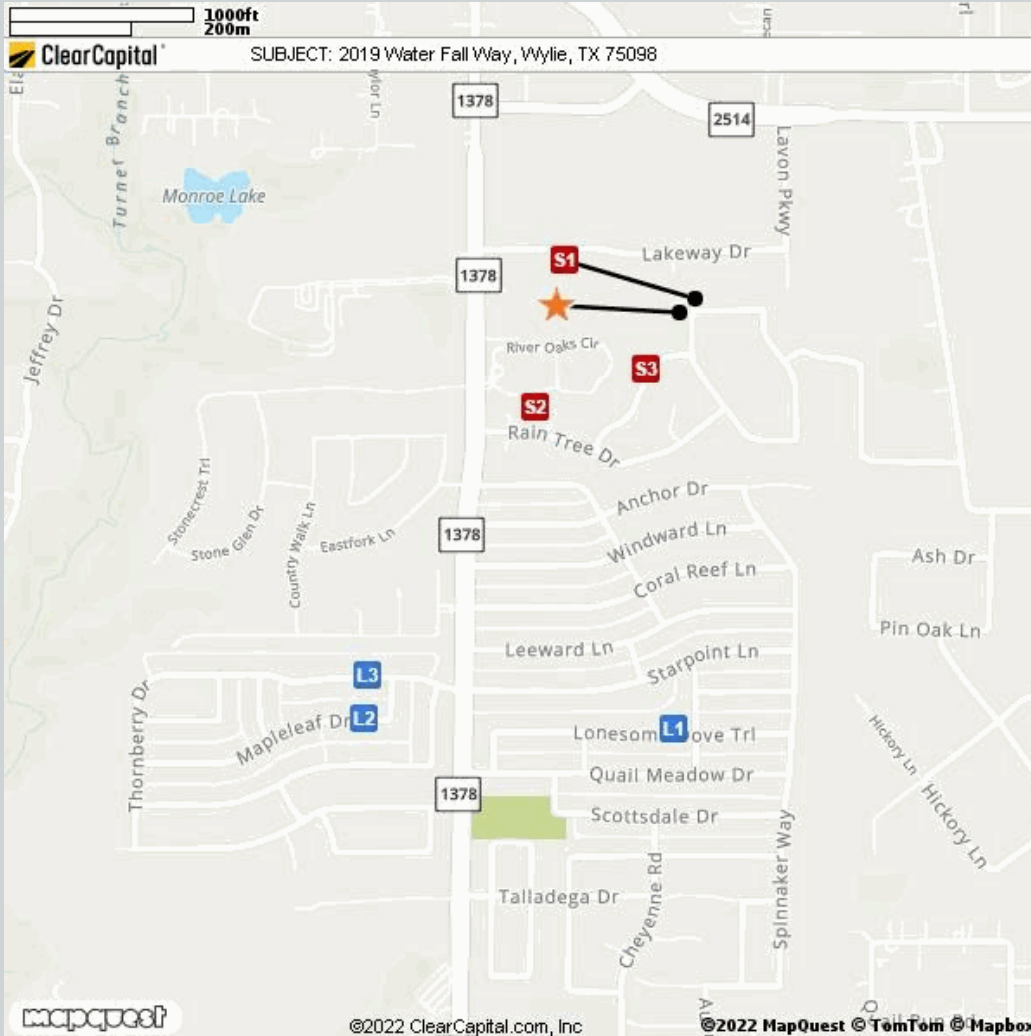 1000ft
200m
ClearCapital
SUBJECT: 2019 Water Fall Way, Wylie, TX 75098
1378
2514
Turner Branch
Lavon Pkwy
Monroe Lake
S1
Lakeway Dr
1378
Jeffrey Dr
River Oaks Cir
S3
S2
Rain Tree Dr
Stonecrest Trl
Anchor Dr
Stone Glen Dr
Country Walk Ln
Eastfork Ln
1378
Windward Ln
Coral Reef Ln
Ash Dr
Pin Oak Ln
Leeward Ln
Starpoint Ln
L3
Thornberry Dr
Mapleleaf Dr
L2
L1
Quail Meadow Dr
Hickory Ln
Hickory Ln
1378
Scottsdale Dr
Spinnaker Way
Talladega Dr
Cheyenne Rd
mapquest
©2022 ClearCapital.com, Inc
©2022 MapQuest © TomTom © Mapbox